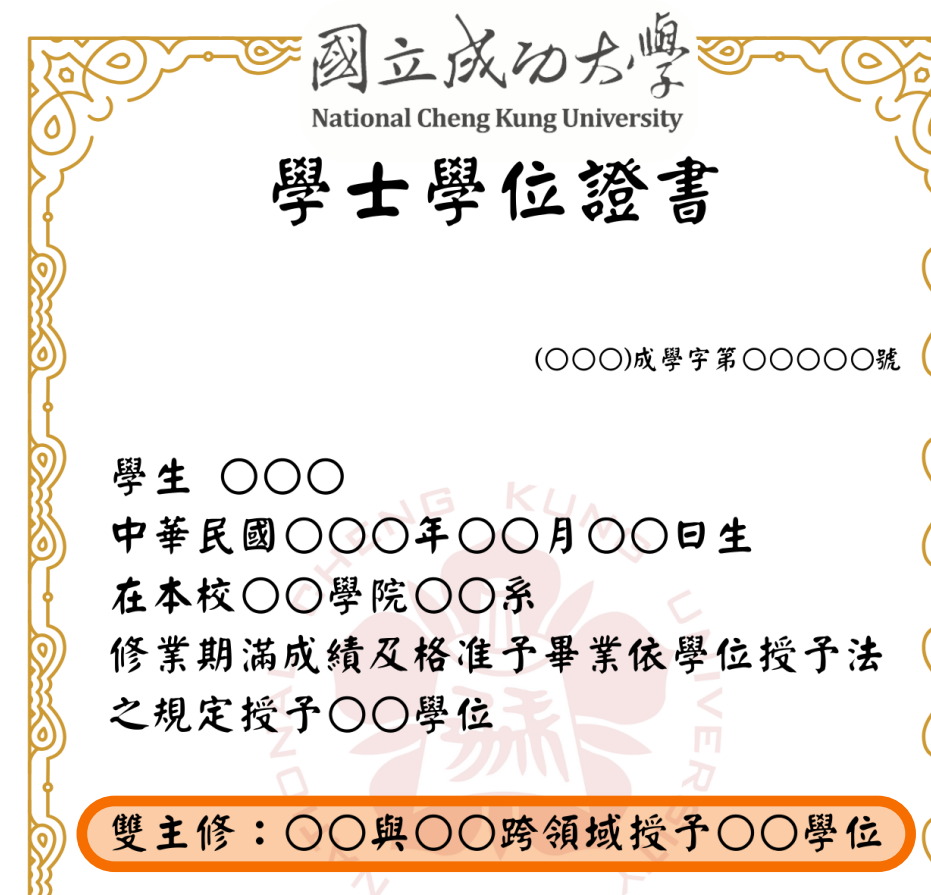 國立成功大學
National Cheng Kung University
學士學位證書
(○○○)成學字第○○○○○號
學生 ○○○
中華民國○○○年○○月○○日生
在本校○○學院○○系
修業期滿成績及格准予畢業依學位授予法
之規定授予○○學位
雙主修：○○與○○跨領域授予○○學位